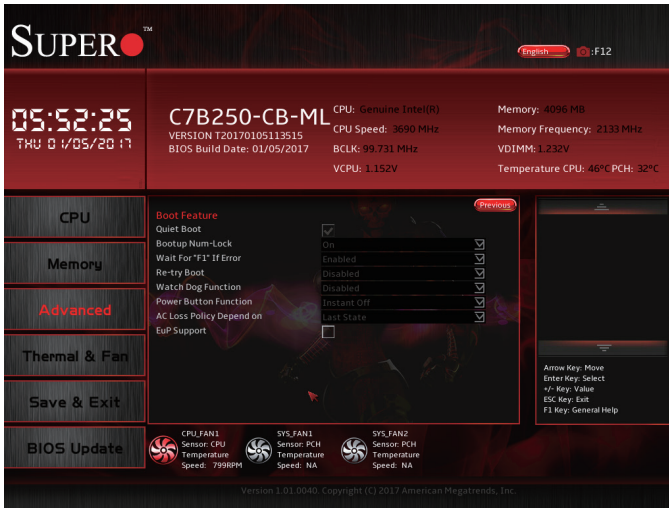 SUPER
TM
English
:F12
05:52:25
THU 01/05/2017
C7B250-CB-ML
VERSION T20170105113515
BIOS Build Date: 01/05/2017
CPU: Genuine Intel(R)
CPU Speed: 3690 MHz
BCLK: 99.731 MHz
VCPU: 1.152V
Memory: 4096 MB
Memory Frequency: 2133 MHz
VDIMM: 1.232V
Temperature CPU: 46°C PCH: 32°C
CPU
Memory
Advanced
Thermal & Fan
Save & Exit
BIOS Update
Previous
Boot Feature
Quiet Boot
Bootup Num-Lock On
Wait For "F1" If Error Enabled
Re-try Boot Disabled
Watch Dog Function Disabled
Power Button Function Instant Off
AC Loss Policy Depend on Last State
EuP Support
Arrow Key: Move
Enter Key: Select
+/- Key: Value
ESC Key: Exit
F1 Key: General Help
CPU_FAN1
Sensor: CPU
Temperature
Speed: 799RPM
SYS_FAN1
Sensor: PCH
Temperature
Speed: NA
SYS_FAN2
Sensor: PCH
Temperature
Speed: NA
Version 1.01.0040. Copyright (C) 2017 American Megatrends, Inc.